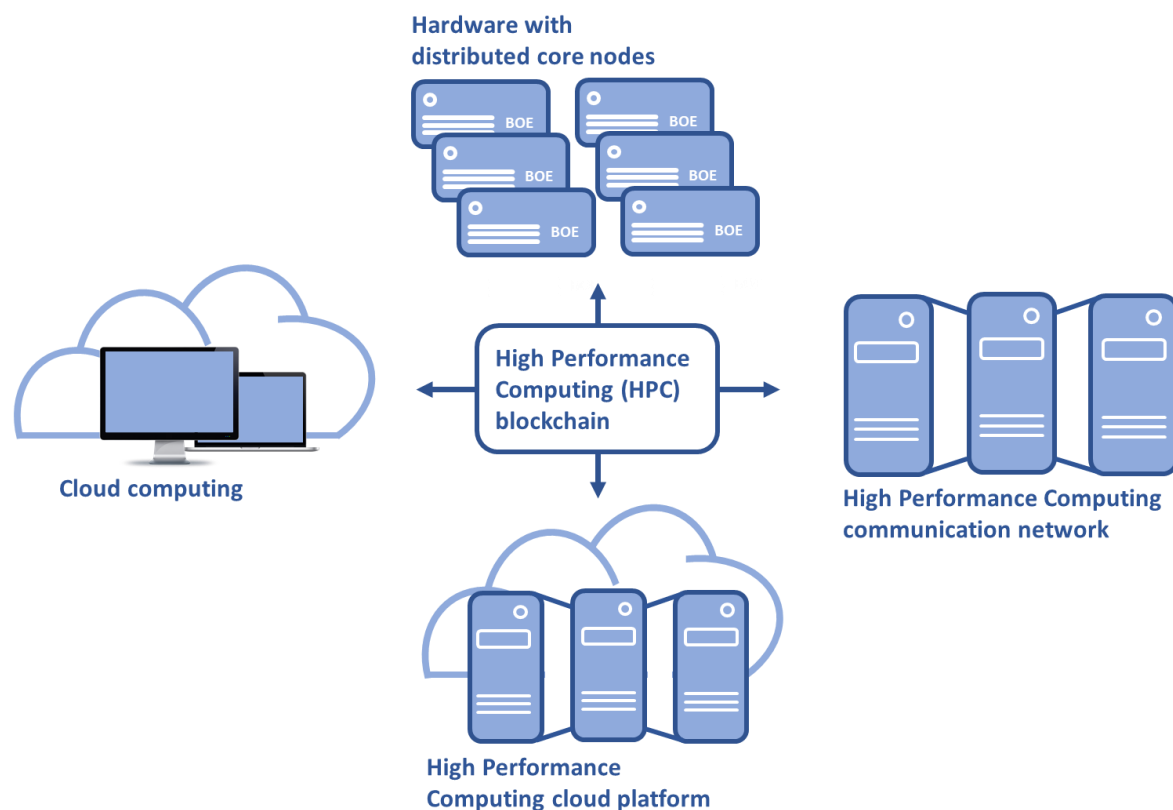 Hardware with
distributed core nodes
BOE
BOE
BOE
BOE
BOE
BOE
High Performance
Computing (HPC)
blockchain
Cloud computing
High Performance Computing
communication network
High Performance
Computing cloud platform